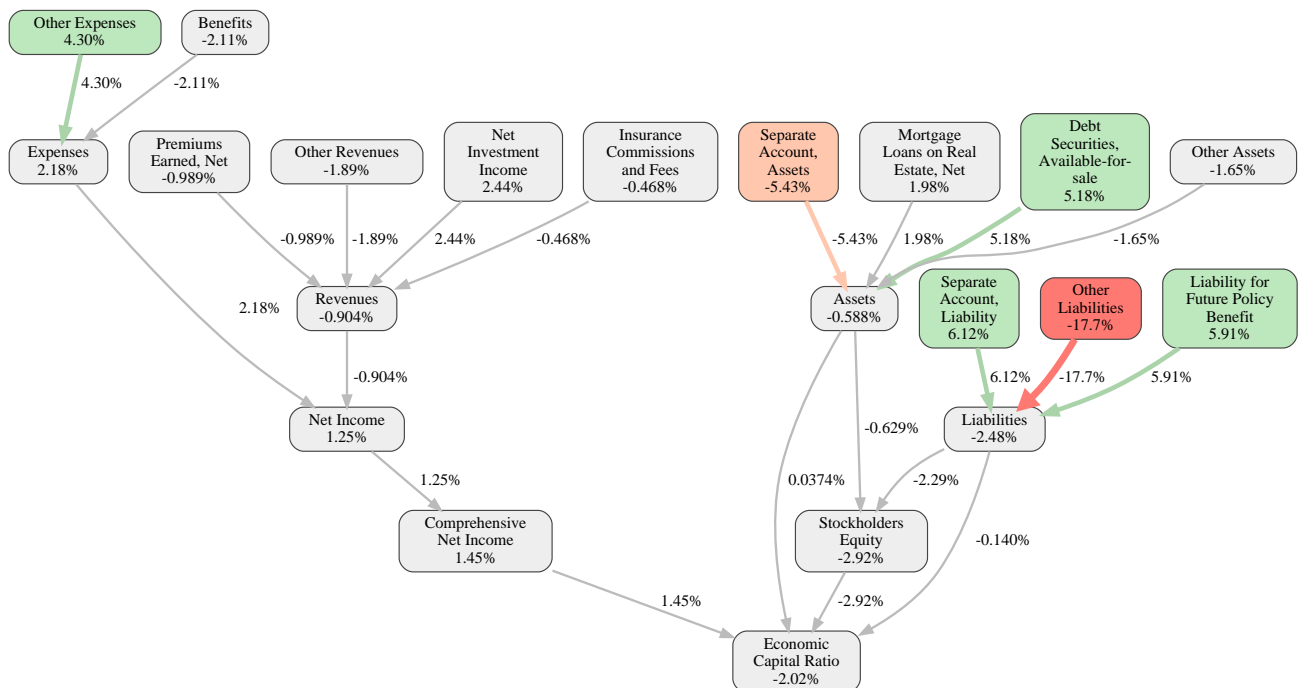 Other Expenses
4.30%
Benefits
-2.11%
4.30%
-2.11%
Expenses
2.18%
Premiums
Earned, Net
-0.989%
Other Revenues
-1.89%
Net
Investment
Income
2.44%
Insurance
Commissions
and Fees
-0.468%
Separate
Account,
Assets
-5.43%
Mortgage
Loans on Real
Estate, Net
1.98%
Debt
Securities,
Available-for-
sale
5.18%
Other Assets
-1.65%
-0.989%
-1.89%
2.44%
-0.468%
-5.43%
1.98%
5.18%
-1.65%
2.18%
Revenues
-0.904%
Assets
-0.588%
Separate
Account,
Liability
6.12%
Other
Liabilities
-17.7%
Liability for
Future Policy
Benefit
5.91%
-0.904%
6.12%
-17.7%
5.91%
Net Income
1.25%
-0.629%
Liabilities
-2.48%
1.25%
0.0374%
-2.29%
Comprehensive
Net Income
1.45%
Stockholders
Equity
-2.92%
-0.140%
1.45%
-2.92%
Economic
Capital Ratio
-2.02%